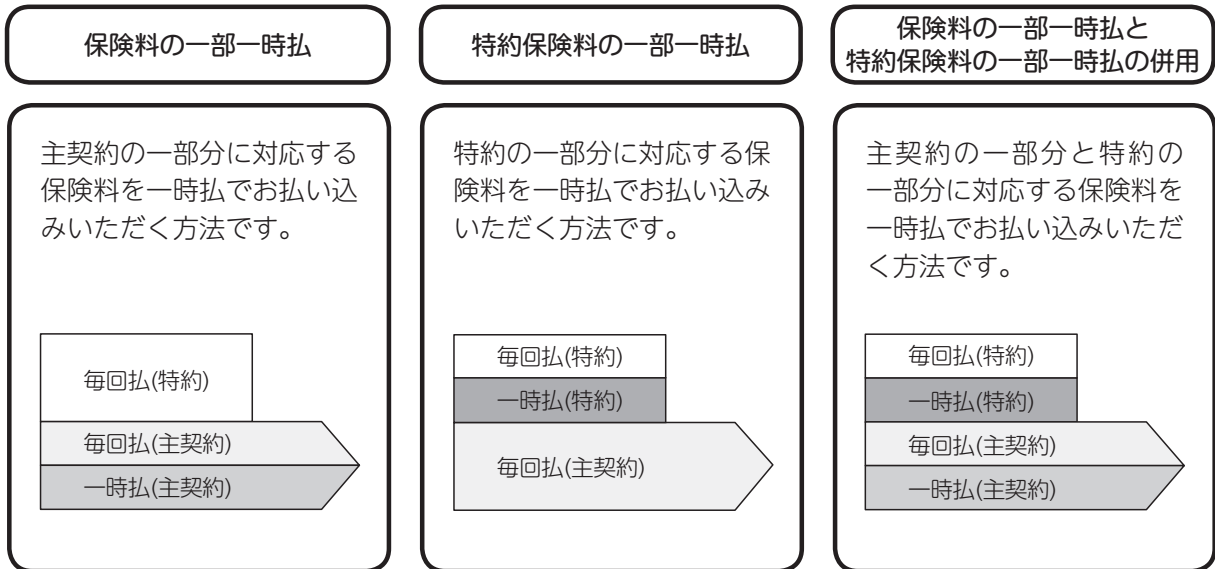 保険料の一部一時払
特約保険料の一部一時払
保険料の一部一時払と
特約保険料の一部一時払の併用
主契約の一部分に対応する
保険料を一時払でお払い込
みいただく方法です。
毎回払(特約)
毎回払(主契約)
一時払(主契約)
特約の一部分に対応する保
険料を一時払でお払い込み
いただく方法です。
毎回払(特約)
一時払(特約)
毎回払(主契約)
主契約の一部分と特約の
一部分に対応する保険料を
一時払でお払い込みいただ
く方法です。
毎回払(特約)
一時払(特約)
毎回払(主契約)
一時払(主契約)